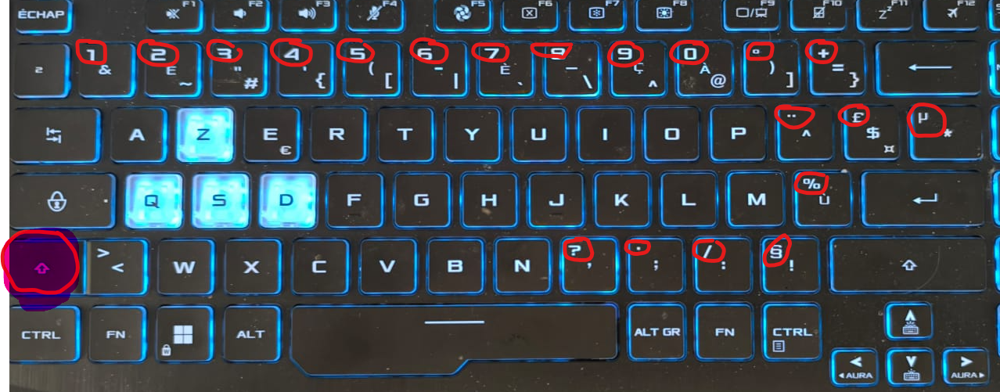 ÉCHAP F1 F2 F3 F4 F5 F6 F7 F8 F9 F10 Zz F11 F12
1 2 3 4 5 6 7 8 9 0 ° +
² & É ~ " # ' { ( [ - | È ` _ \ Ç ^ À @ ) ] = }
A Z E € R T Y U I O P ¨ ^ £ $ ¤ µ *
Q S D F G H J K L M % Ù
> < W X C V B N ? , . ; / : § !
CTRL FN ALT ALT GR FN CTRL
< AURA > AURA